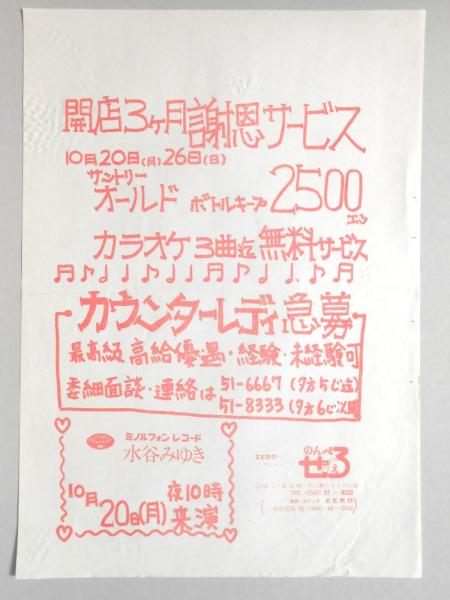 開店3ヶ月謝恩サービス
10月20日(月)26日(日)
サントリー
オールド ボトルキープ 2500
カラオケ3曲迄無料サービス
カウンターレディ急募
最高級 高給優遇・経験・未経験可
委細面談・連絡は 51-6667(夕方5じ迄)
51-8333(夕方6じ以降
ミノルフォンレコード
水谷みゆき
10月20日(月)
夜10時
来演
ZERO
のんべえ
ぜろ
ZERO